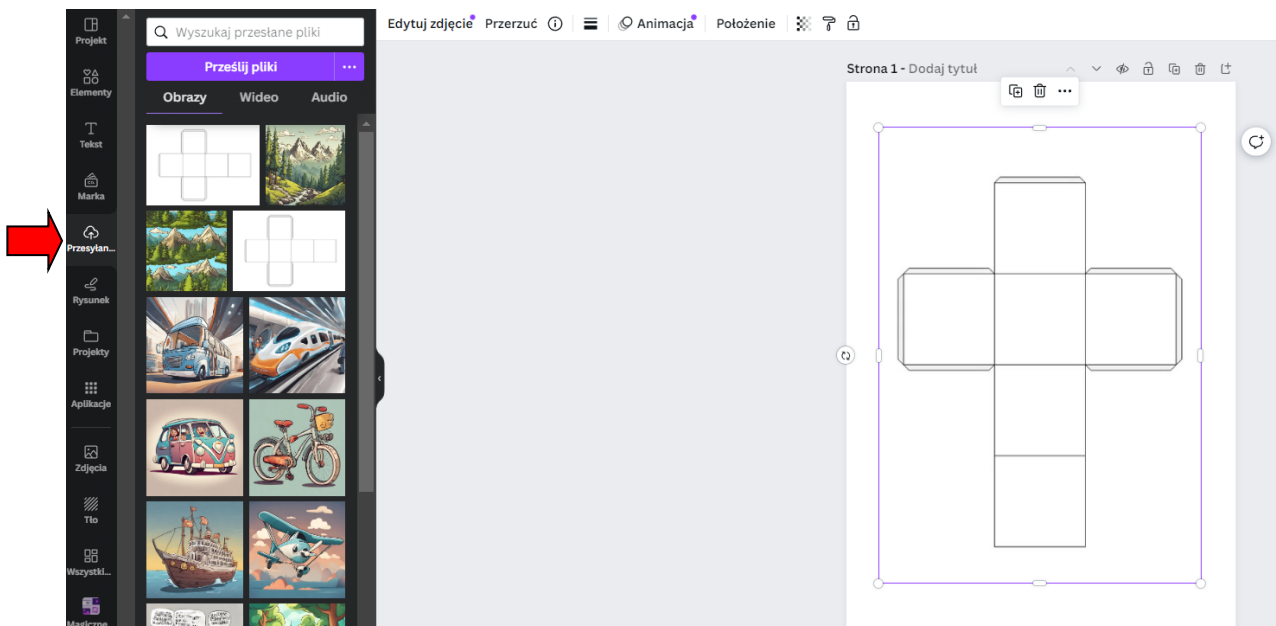 Projekt
Elementy
Tekst
Marka
Przesyłan...
Rysunek
Projekty
Aplikacje
Zdjęcia
Tło
Wszystki...
Magiczne
Wyszukaj przesłane pliki
Prześlij pliki
Obrazy Wideo Audio
Edytuj zdjęcie Przerzuć Animacja Położenie
Strona 1 - Dodaj tytuł